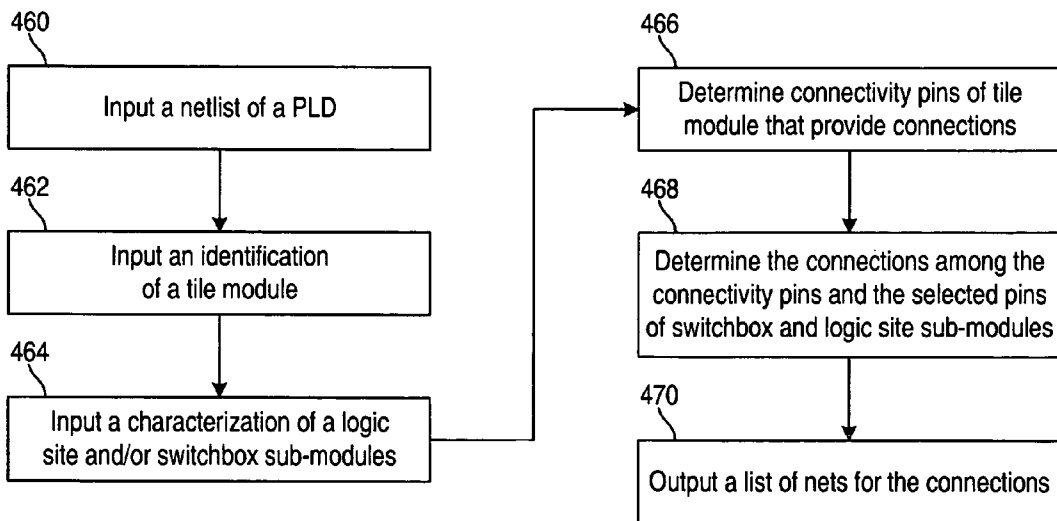 460
Input a netlist of a PLD
462
Input an identification
of a tile module
464
Input a characterization of a logic
site and/or switchbox sub-modules
466
Determine connectivity pins of tile
module that provide connections
468
Determine the connections among the
connectivity pins and the selected pins
of switchbox and logic site sub-modules
470
Output a list of nets for the connections